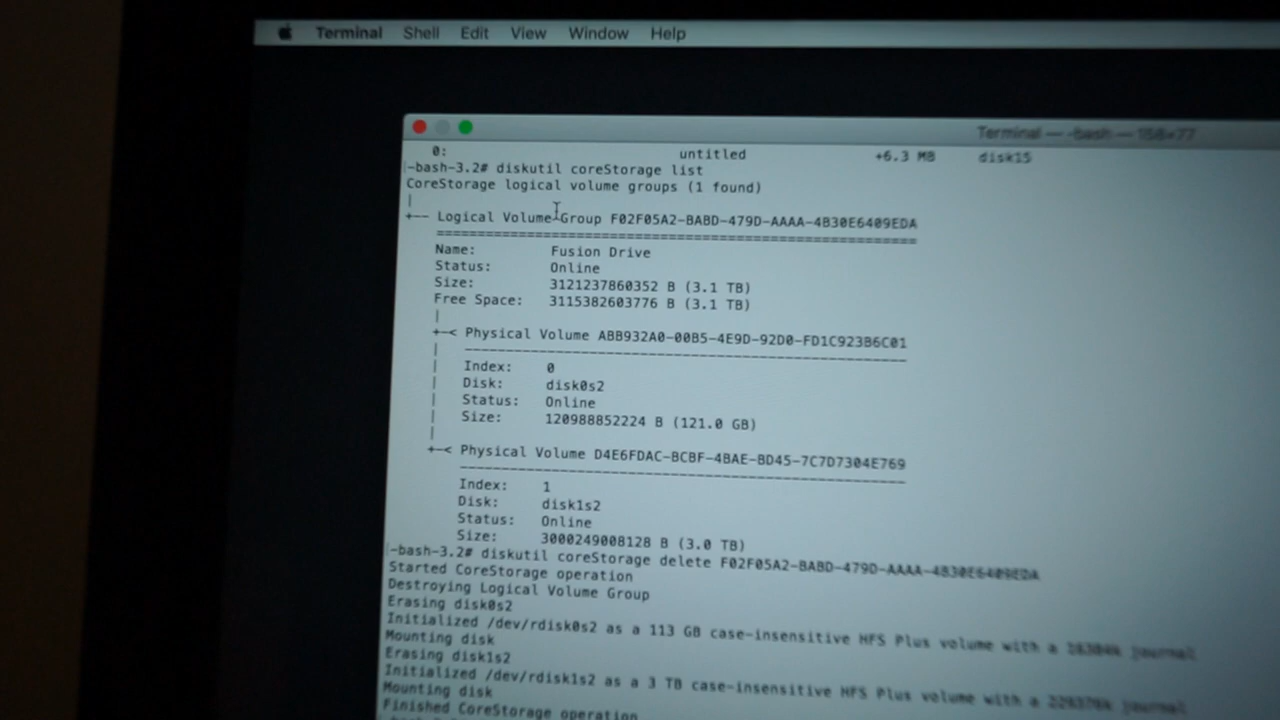 Terminal Shell Edit View Window Help
Terminal — -bash — 158×77
0: untitled +6.3 MB disk15
-bash-3.2# diskutil coreStorage list
CoreStorage logical volume groups (1 found)
|
+-- Logical Volume Group F02F05A2-BABD-479D-AAAA-4B30E6409EDA
=========================================================
Name: Fusion Drive
Status: Online
Size: 3121237860352 B (3.1 TB)
Free Space: 3115382603776 B (3.1 TB)
|
+-< Physical Volume ABB932A0-00B5-4E9D-92D0-FD1C923B6C01
| ----------------------------------------------------
| Index: 0
| Disk: disk0s2
| Status: Online
| Size: 120988852224 B (121.0 GB)
|
+-< Physical Volume D4E6FDAC-BCBF-4BAE-BD45-7C7D7304E769
----------------------------------------------------
Index: 1
Disk: disk1s2
Status: Online
Size: 3000249008128 B (3.0 TB)
-bash-3.2# diskutil coreStorage delete F02F05A2-BABD-479D-AAAA-4B30E6409EDA
Started CoreStorage operation
Destroying Logical Volume Group
Erasing disk0s2
Initialized /dev/rdisk0s2 as a 113 GB case-insensitive HFS Plus volume with a journal
Mounting disk
Erasing disk1s2
Initialized /dev/rdisk1s2 as a 3 TB case-insensitive HFS Plus volume with a journal
Mounting disk
Finished CoreStorage operation